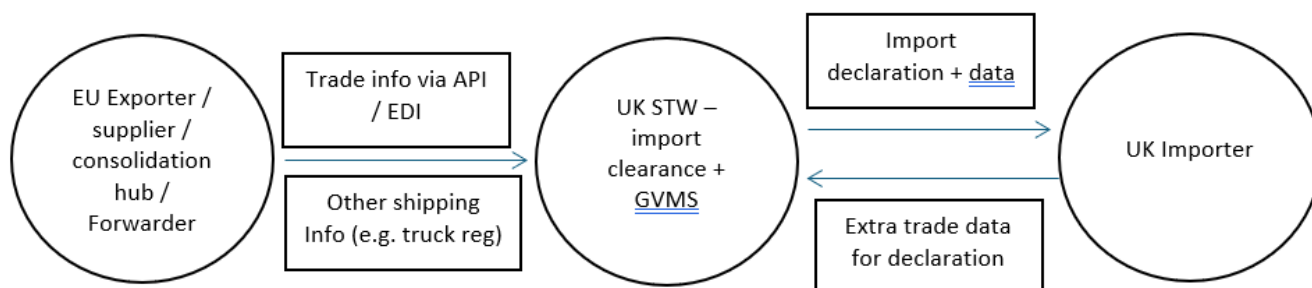 EU Exporter /
supplier /
consolidation
hub /
Forwarder
Trade info via API
/ EDI
Other shipping
Info (e.g. truck reg)
UK STW –
import
clearance +
GVMS
Import
declaration + data
Extra trade data
for declaration
UK Importer